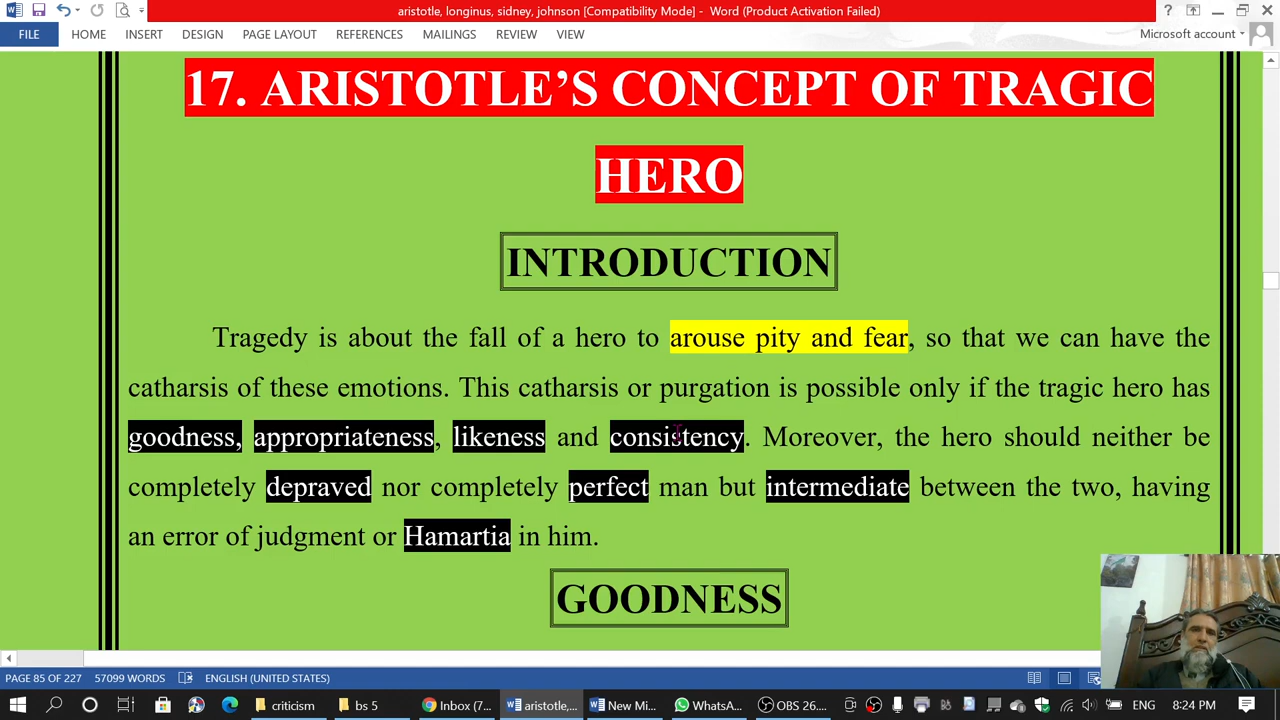 aristotle, longinus, sidney, johnson [Compatibility Mode] - Word (Product Activation Failed)
FILE HOME INSERT DESIGN PAGE LAYOUT REFERENCES MAILINGS REVIEW VIEW Microsoft account
17. ARISTOTLE’S CONCEPT OF TRAGIC
HERO
INTRODUCTION
Tragedy is about the fall of a hero to arouse pity and fear, so that we can have the
catharsis of these emotions. This catharsis or purgation is possible only if the tragic hero has
goodness, appropriateness, likeness and consistency. Moreover, the hero should neither be
completely depraved nor completely perfect man but intermediate between the two, having
an error of judgment or Hamartia in him.
GOODNESS
PAGE 85 OF 227 57099 WORDS ENGLISH (UNITED STATES)
criticism bs 5 Inbox (7... aristotle,... New Mi... WhatsA... OBS 26.... ENG 8:24 PM